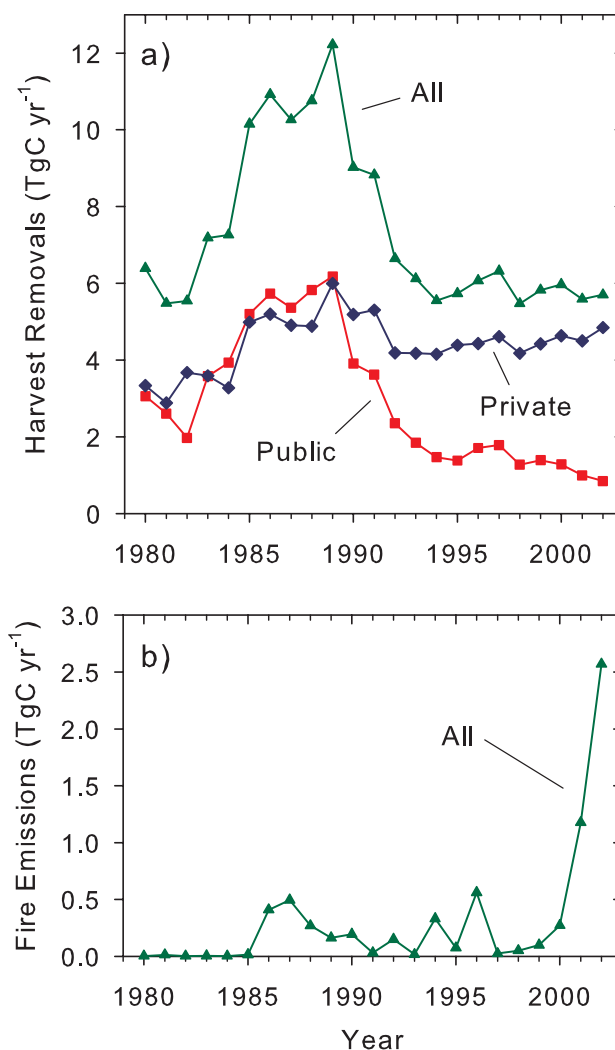 a)
Harvest Removals (TgC yr-1)
12
10
8
6
4
2
0
All
Private
Public
1980 1985 1990 1995 2000
b)
Fire Emissions (TgC yr-1)
3.0
2.5
2.0
1.5
1.0
0.5
0.0
All
1980 1985 1990 1995 2000
Year